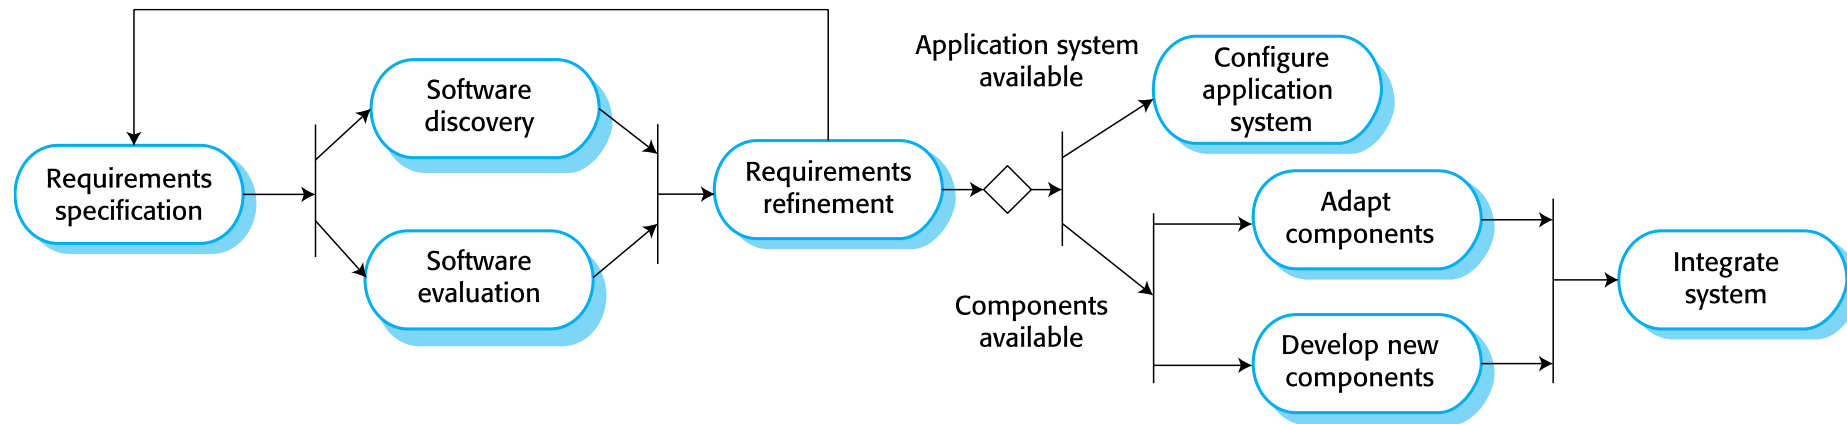 Requirements
specification
Software
discovery
Software
evaluation
Requirements
refinement
Application system
available
Configure
application
system
Components
available
Adapt
components
Develop new
components
Integrate
system